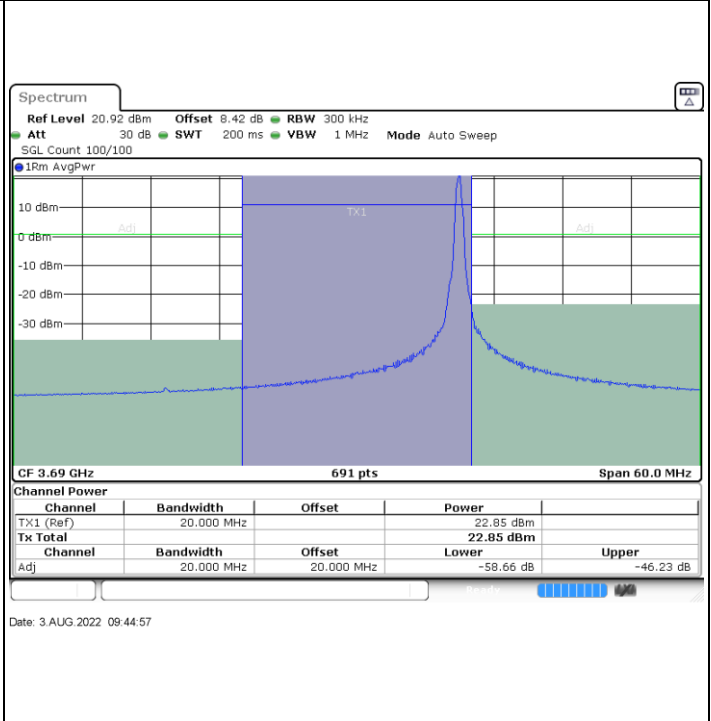 Spectrum
Ref Level 20.92 dBm Offset 8.42 dB RBW 300 kHz
Att 30 dB SWT 200 ms VBW 1 MHz Mode Auto Sweep
SGL Count 100/100
1Rm AvgPwr
10 dBm
TX1
Adj
Adj
0 dBm
-10 dBm
-20 dBm
-30 dBm
CF 3.69 GHz 691 pts Span 60.0 MHz
Channel Power
Channel Bandwidth Offset Power
TX1 (Ref) 20.000 MHz 22.85 dBm
Tx Total 22.85 dBm
Channel Bandwidth Offset Lower Upper
Adj 20.000 MHz 20.000 MHz -58.66 dB -46.23 dB
Ready
Date: 3.AUG.2022 09:44:57